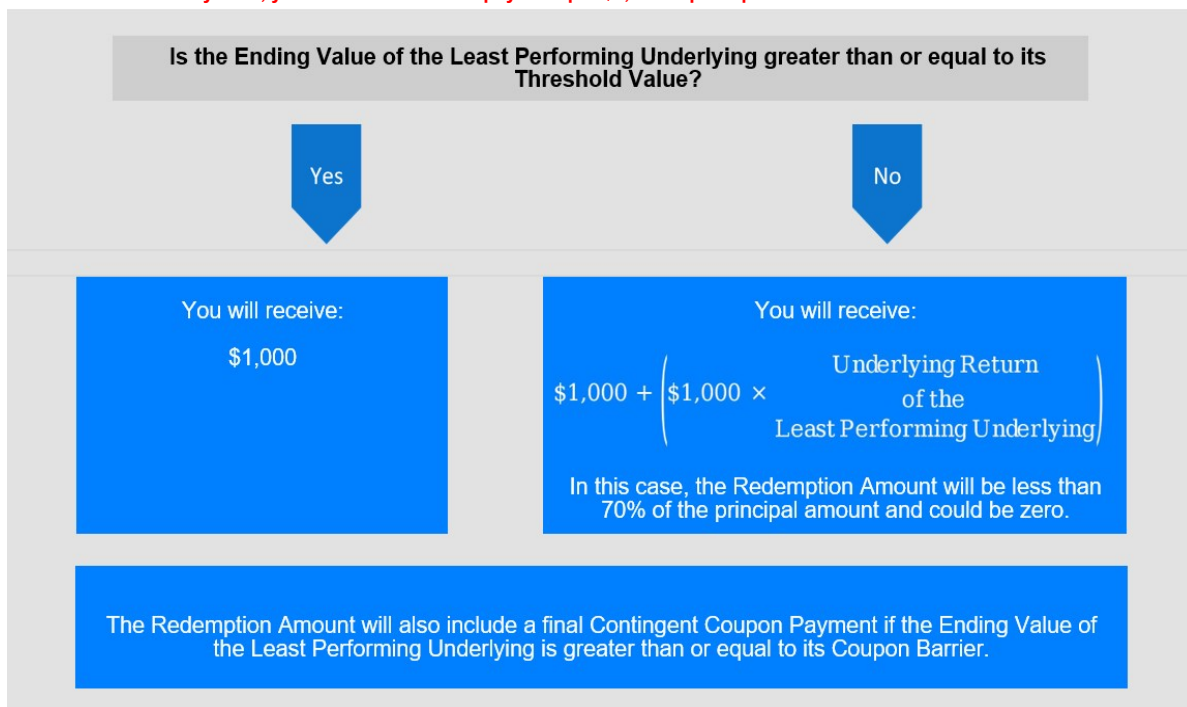 Is the Ending Value of the Least Performing Underlying greater than or equal to its
Threshold Value?
Yes
No
You will receive:
$1,000
You will receive:
$1,000 + ($1,000 × Underlying Return
of the
Least Performing Underlying)
In this case, the Redemption Amount will be less than
70% of the principal amount and could be zero.
The Redemption Amount will also include a final Contingent Coupon Payment if the Ending Value of
the Least Performing Underlying is greater than or equal to its Coupon Barrier.